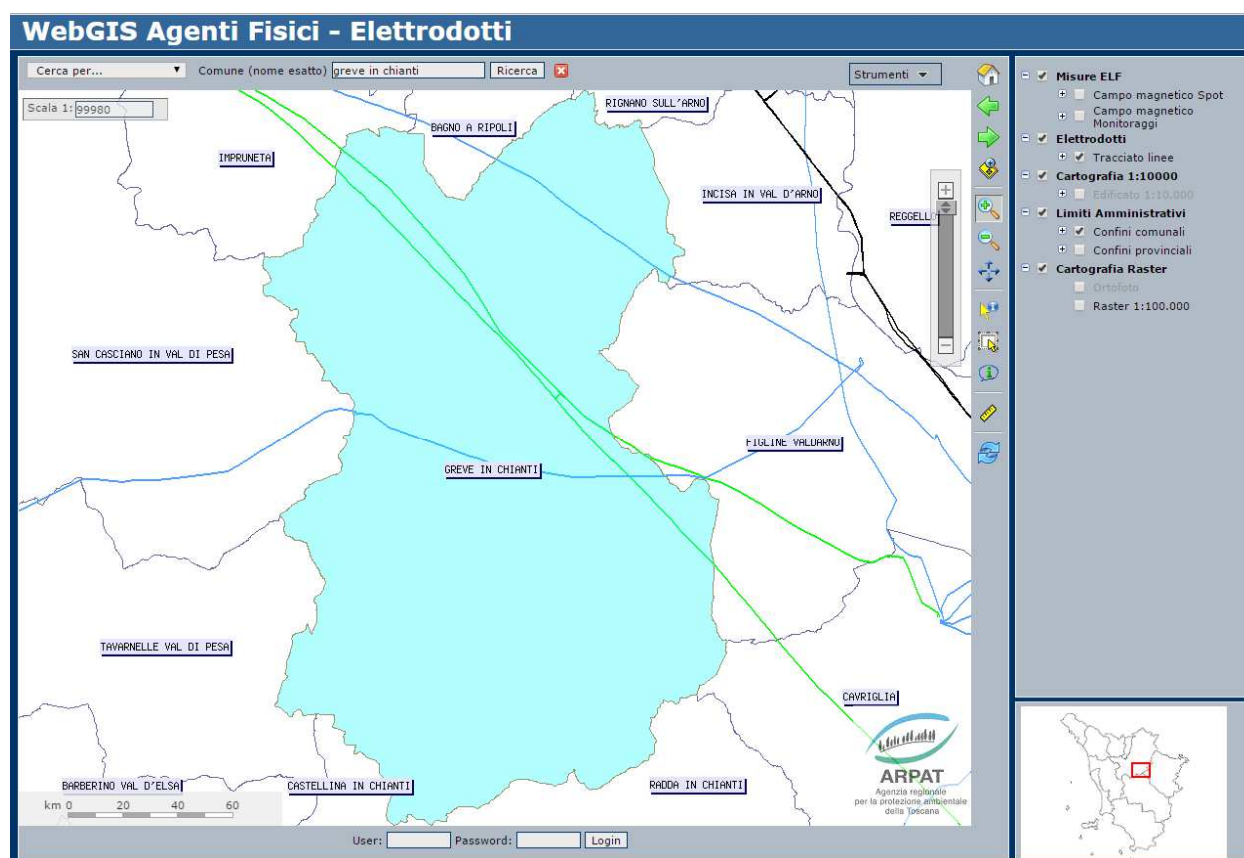 WebGIS Agenti Fisici - Elettrodotti
Cerca per...
Comune (nome esatto)
greve in chianti
Ricerca
Strumenti
Scala 1: 99980
RIGNANO SULL'ARNO
BAGNO A RIPOLI
IMPRUNETA
INCISA IN VAL D'ARNO
REGGELLO
SAN CASCIANO IN VAL DI PESA
FIGLINE VALDARNO
GREVE IN CHIANTI
TAVARNELLE VAL DI PESA
CAVRIGLIA
BARBERINO VAL D'ELSA
CASTELLINA IN CHIANTI
RADDA IN CHIANTI
km 0 20 40 60
ARPAT
Agenzia regionale
per la protezione ambientale
della Toscana
User:
Password:
Login
Misure ELF
Campo magnetico Spot
Campo magnetico
Monitoraggi
Elettrodotti
Tracciato linee
Cartografia 1:10000
Edificato 1:10.000
Limiti Amministrativi
Confini comunali
Confini provinciali
Cartografia Raster
Ortofoto
Raster 1:100.000